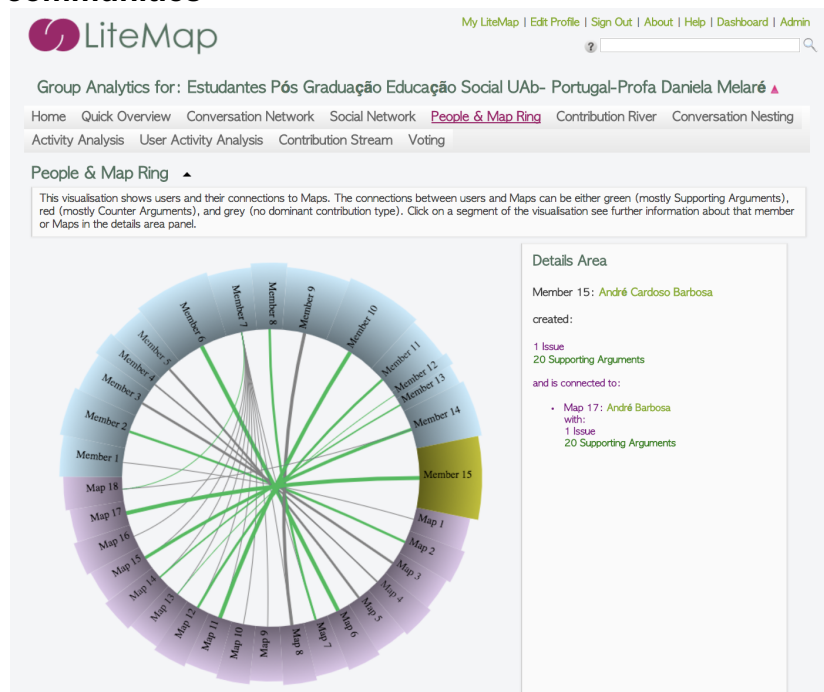 communities
LiteMap
My LiteMap | Edit Profile | Sign Out | About | Help | Dashboard | Admin
?
Group Analytics for: Estudantes Pós Graduação Educação Social UAb- Portugal-Profa Daniela Melaré
Home Quick Overview Conversation Network Social Network People & Map Ring Contribution River Conversation Nesting
Activity Analysis User Activity Analysis Contribution Stream Voting
People & Map Ring
This visualisation shows users and their connections to Maps. The connections between users and Maps can be either green (mostly Supporting Arguments),
red (mostly Counter Arguments), and grey (no dominant contribution type). Click on a segment of the visualisation see further information about that member
or Maps in the details area panel.
Member 1
Member 2
Member 3
Member 4
Member 5
Member 6
Member 7
Member 8
Member 9
Member 10
Member 11
Member 12
Member 13
Member 14
Member 15
Map 1
Map 2
Map 3
Map 4
Map 5
Map 6
Map 7
Map 8
Map 9
Map 10
Map 11
Map 12
Map 13
Map 14
Map 15
Map 16
Map 17
Map 18
Details Area
Member 15: André Cardoso Barbosa
created:
1 Issue
20 Supporting Arguments
and is connected to:
• Map 17: André Barbosa
with:
1 Issue
20 Supporting Arguments